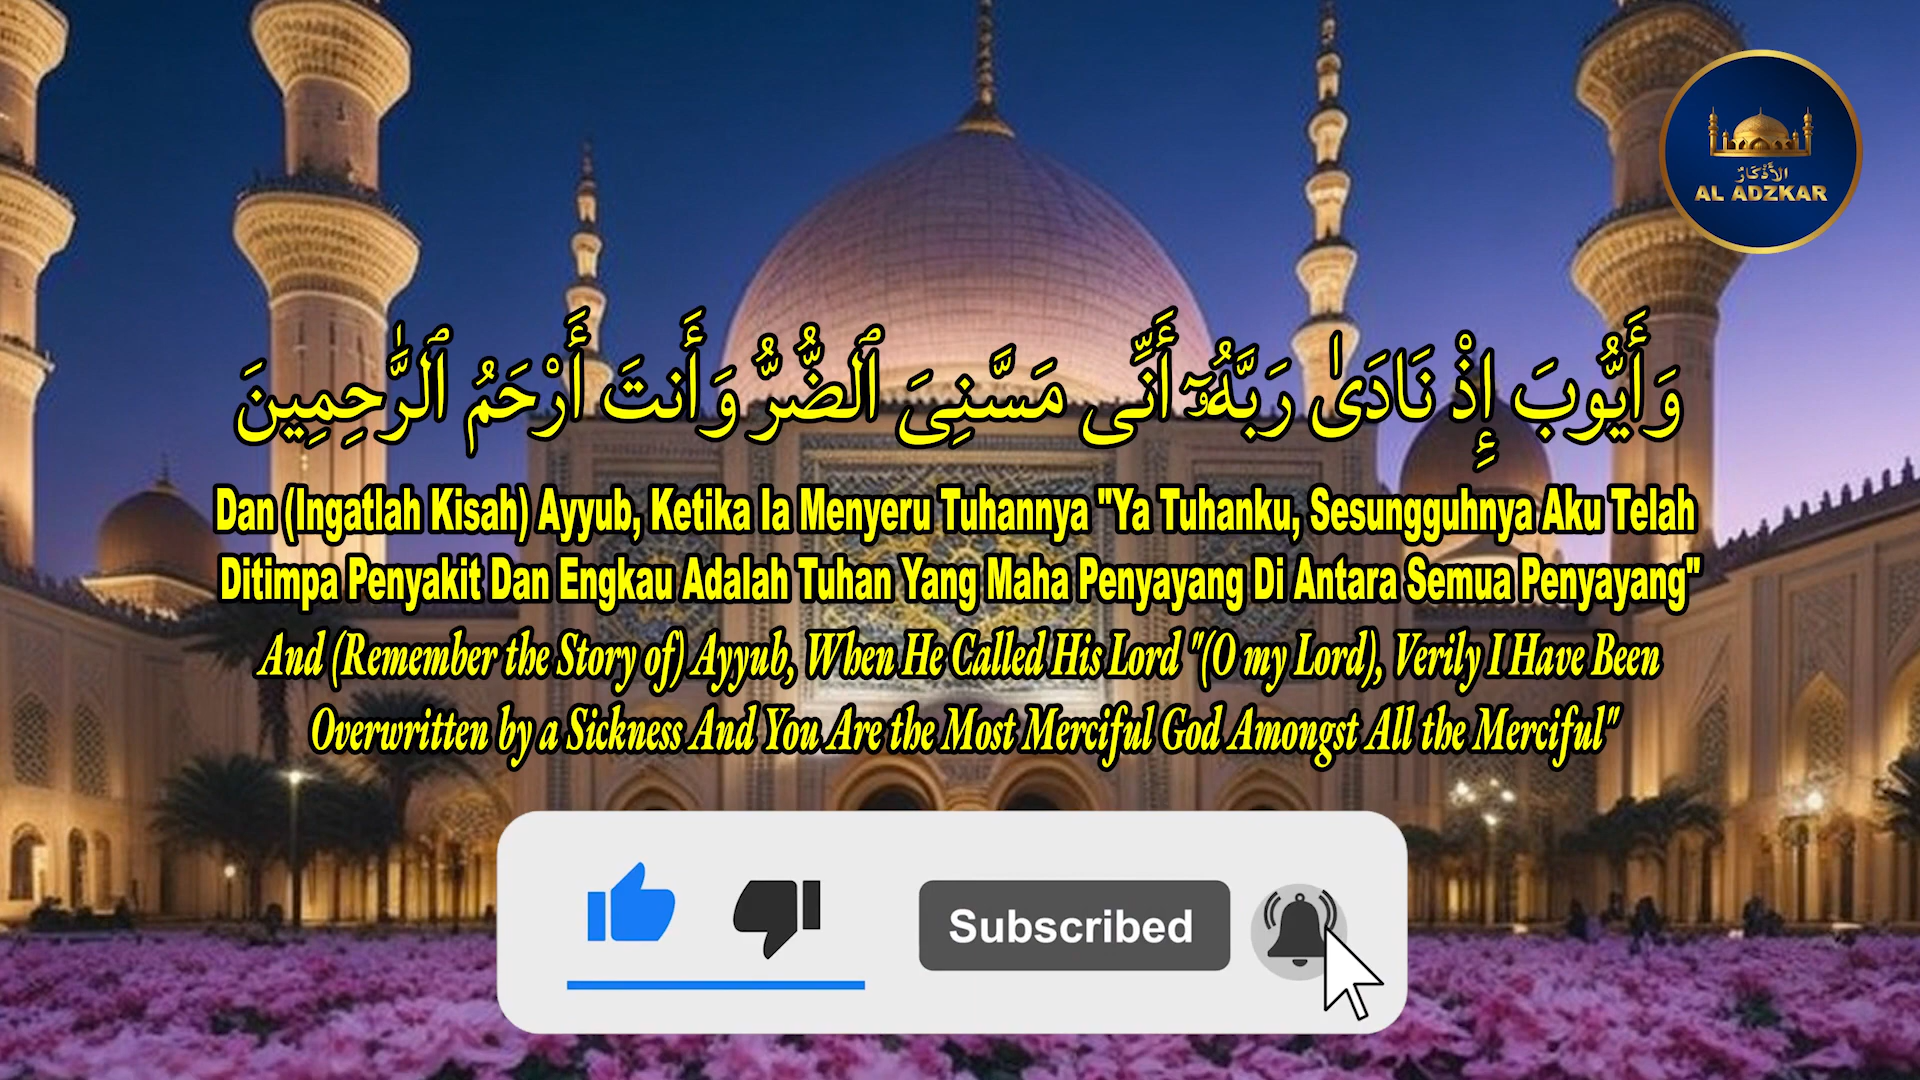 الأذكار
AL ADZKAR
وَأَيُّوبَ إِذْ نَادَىٰ رَبَّهُۥٓ أَنِّى مَسَّنِىَ ٱلضُّرُّ وَأَنتَ أَرْحَمُ ٱلرَّٰحِمِينَ
Dan (Ingatlah Kisah) Ayyub, Ketika Ia Menyeru Tuhannya "Ya Tuhanku, Sesungguhnya Aku Telah
Ditimpa Penyakit Dan Engkau Adalah Tuhan Yang Maha Penyayang Di Antara Semua Penyayang"
And (Remember the Story of) Ayyub, When He Called His Lord "(O my Lord), Verily I Have Been
Overwritten by a Sickness And You Are the Most Merciful God Amongst All the Merciful"
Subscribed